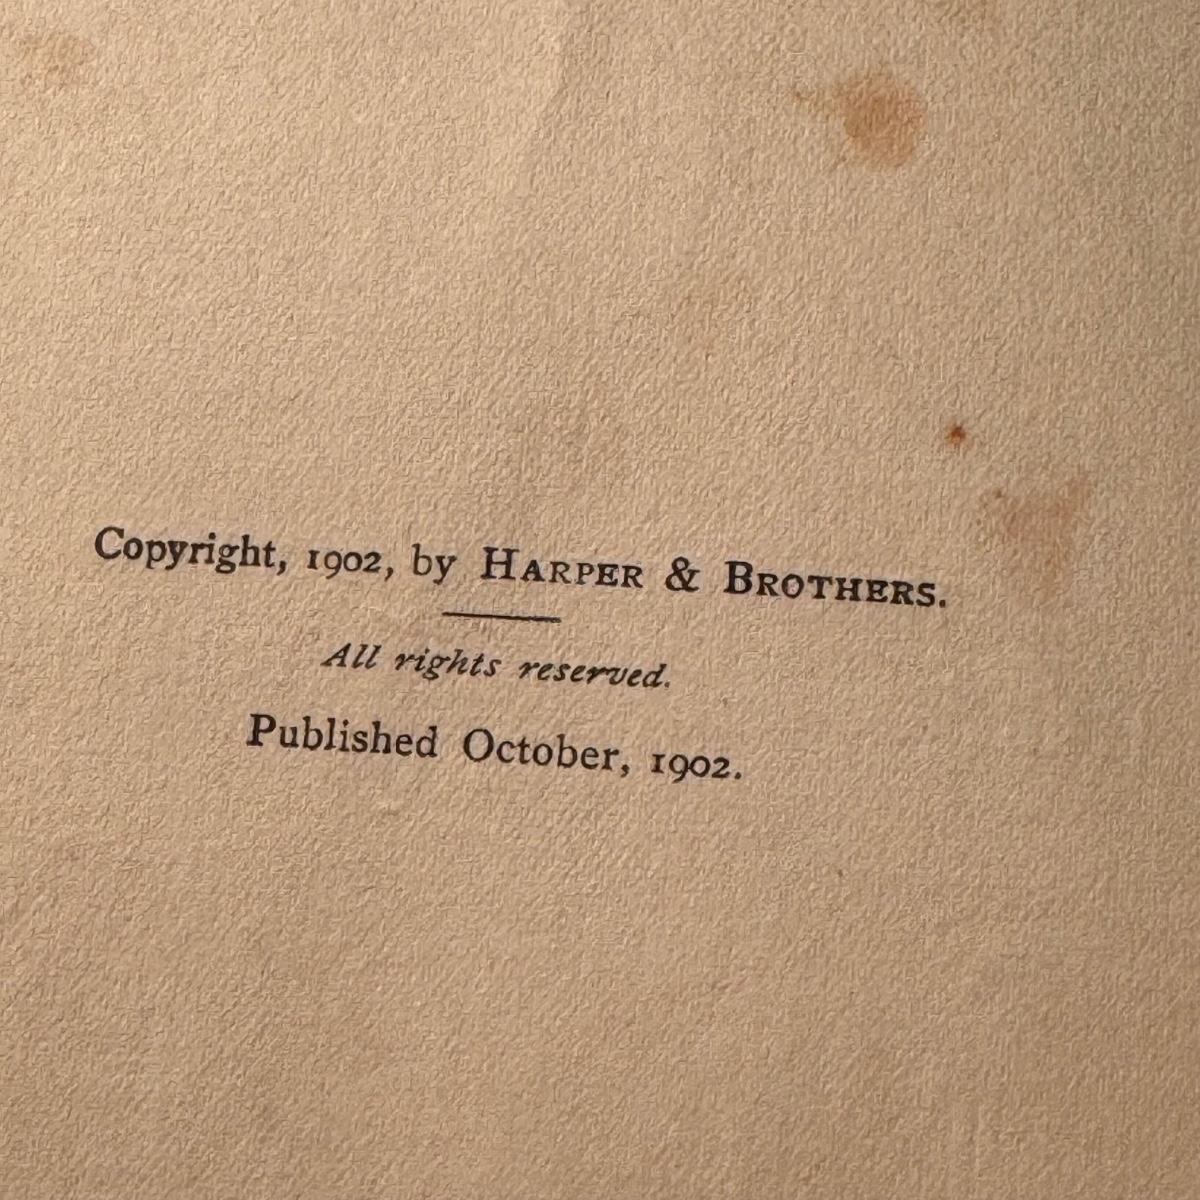 Copyright, 1902, by HARPER & BROTHERS.
All rights reserved.
Published October, 1902.